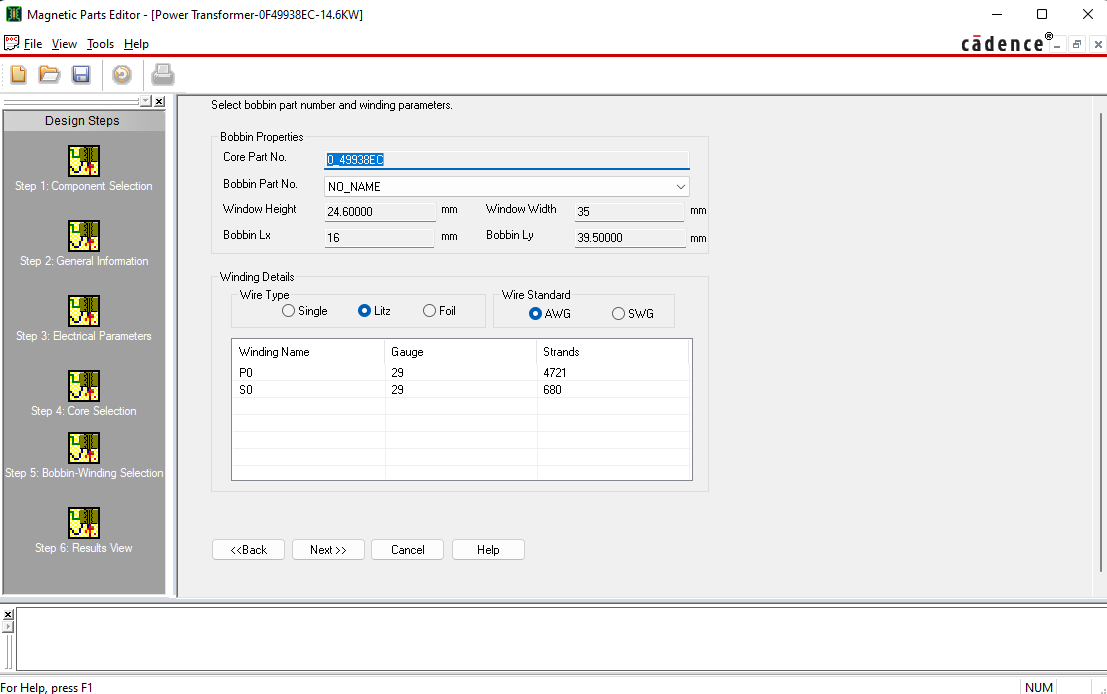 Magnetic Parts Editor - [Power Transformer-0F49938EC-14.6KW]
File View Tools Help
cādence®
Design Steps
Step 1: Component Selection
Step 2: General Information
Step 3: Electrical Parameters
Step 4: Core Selection
Step 5: Bobbin-Winding Selection
Step 6: Results View
Select bobbin part number and winding parameters.
Bobbin Properties
Core Part No. 0_49938EC
Bobbin Part No. NO_NAME
Window Height 24.60000 mm Window Width 35 mm
Bobbin Lx 16 mm Bobbin Ly 39.50000 mm
Winding Details
Wire Type Wire Standard
Single Litz Foil AWG SWG
Winding Name Gauge Strands
P0 29 4721
S0 29 680
<<Back Next >> Cancel Help
For Help, press F1 NUM